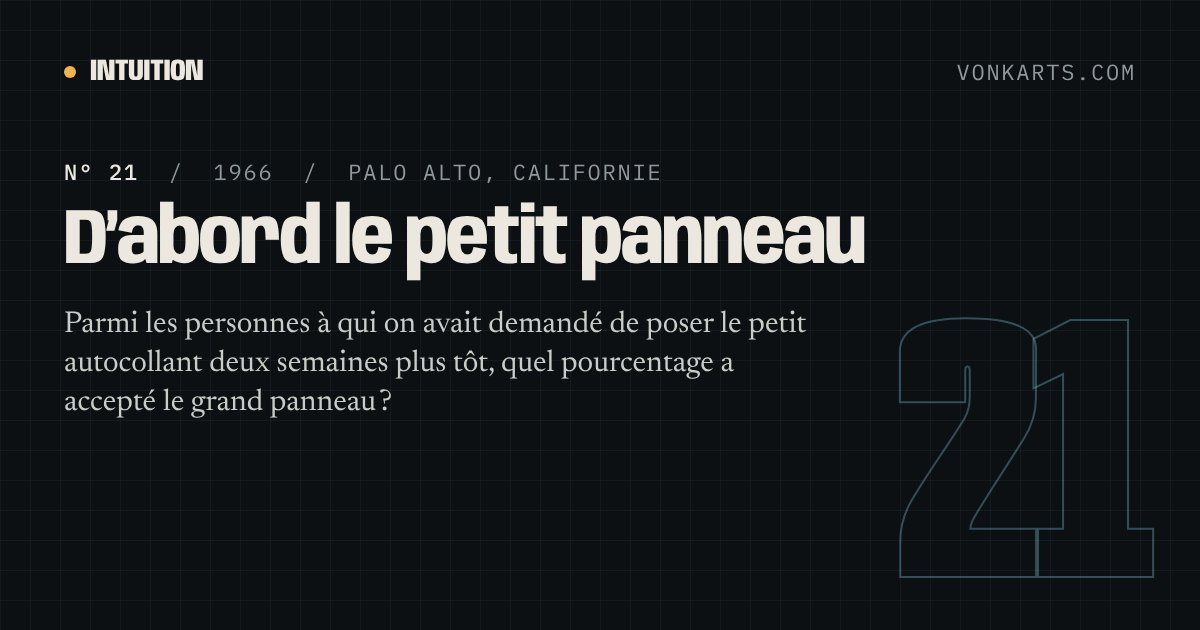 INTUITION
VONKARTS.COM
N° 21 / 1966 / PALO ALTO, CALIFORNIE
D’abord le petit panneau
Parmi les personnes à qui on avait demandé de poser le petit
autocollant deux semaines plus tôt, quel pourcentage a
accepté le grand panneau ?
21